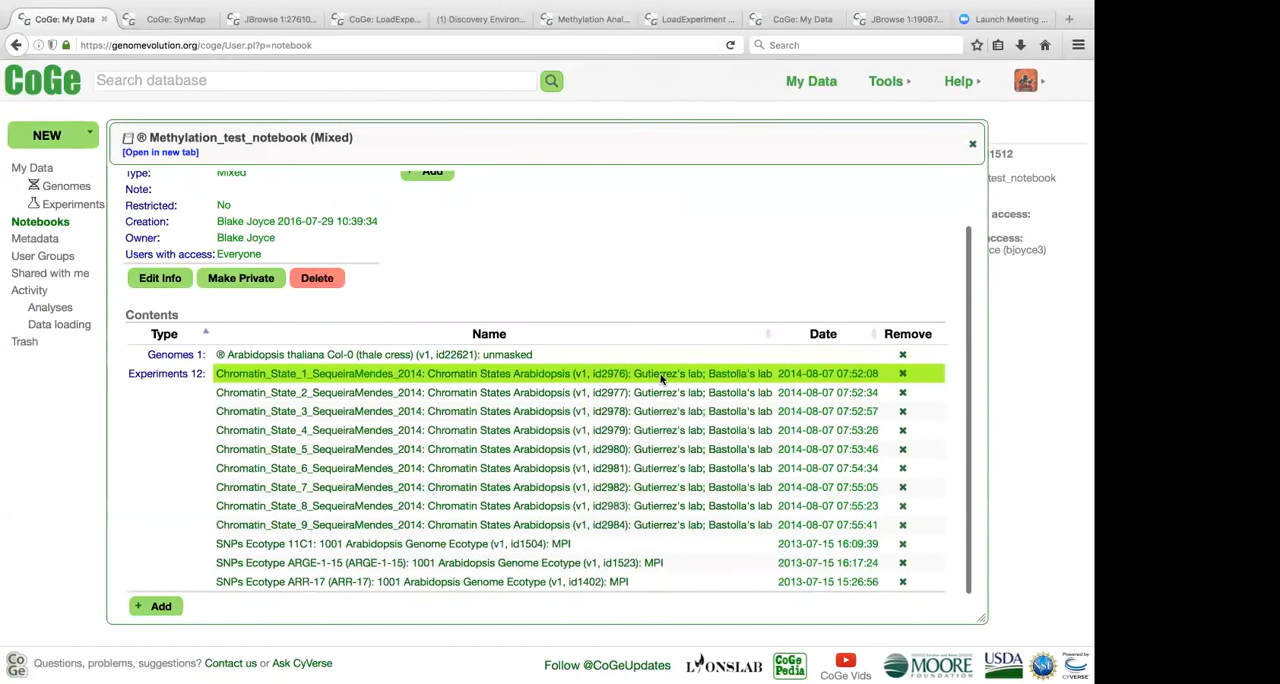 CoGe: My Data
CoGe: SynMap
JBrowse 1:27610...
CoGe: LoadExpe...
(1) Discovery Environ...
Methylation Anal...
LoadExperiment ...
CoGe: My Data
JBrowse 1:19087...
Launch Meeting ...
https://genomevolution.org/coge/User.pl?p=notebook
Search
CoGe
Search database
My Data
Tools
Help
NEW
My Data
Genomes
Experiments
Notebooks
Metadata
User Groups
Shared with me
Activity
Analyses
Data loading
Trash
® Methylation_test_notebook (Mixed)
[Open in new tab]
1512
test_notebook
access:
ccess:
ce (bjoyce3)
Type: Mixed
Add
Note:
Restricted: No
Creation: Blake Joyce 2016-07-29 10:39:34
Owner: Blake Joyce
Users with access: Everyone
Edit Info Make Private Delete
Contents
Type Name Date Remove
Genomes 1: ® Arabidopsis thaliana Col-0 (thale cress) (v1, id22621): unmasked
Experiments 12: Chromatin_State_1_SequeiraMendes_2014: Chromatin States Arabidopsis (v1, id2976): Gutierrez's lab; Bastolla's lab 2014-08-07 07:52:08
Chromatin_State_2_SequeiraMendes_2014: Chromatin States Arabidopsis (v1, id2977): Gutierrez's lab; Bastolla's lab 2014-08-07 07:52:34
Chromatin_State_3_SequeiraMendes_2014: Chromatin States Arabidopsis (v1, id2978): Gutierrez's lab; Bastolla's lab 2014-08-07 07:52:57
Chromatin_State_4_SequeiraMendes_2014: Chromatin States Arabidopsis (v1, id2979): Gutierrez's lab; Bastolla's lab 2014-08-07 07:53:26
Chromatin_State_5_SequeiraMendes_2014: Chromatin States Arabidopsis (v1, id2980): Gutierrez's lab; Bastolla's lab 2014-08-07 07:53:46
Chromatin_State_6_SequeiraMendes_2014: Chromatin States Arabidopsis (v1, id2981): Gutierrez's lab; Bastolla's lab 2014-08-07 07:54:34
Chromatin_State_7_SequeiraMendes_2014: Chromatin States Arabidopsis (v1, id2982): Gutierrez's lab; Bastolla's lab 2014-08-07 07:55:05
Chromatin_State_8_SequeiraMendes_2014: Chromatin States Arabidopsis (v1, id2983): Gutierrez's lab; Bastolla's lab 2014-08-07 07:55:23
Chromatin_State_9_SequeiraMendes_2014: Chromatin States Arabidopsis (v1, id2984): Gutierrez's lab; Bastolla's lab 2014-08-07 07:55:41
SNPs Ecotype 11C1: 1001 Arabidopsis Genome Ecotype (v1, id1504): MPI 2013-07-15 16:09:39
SNPs Ecotype ARGE-1-15 (ARGE-1-15): 1001 Arabidopsis Genome Ecotype (v1, id1523): MPI 2013-07-15 16:17:24
SNPs Ecotype ARR-17 (ARR-17): 1001 Arabidopsis Genome Ecotype (v1, id1402): MPI 2013-07-15 15:26:56
+ Add
Co Ge
Questions, problems, suggestions? Contact us or Ask CyVerse
Follow @CoGeUpdates
LYONSLAB
CoGe Pedia
CoGe Vids
MOORE FOUNDATION
USDA
NSF
Powered by CYVERSE